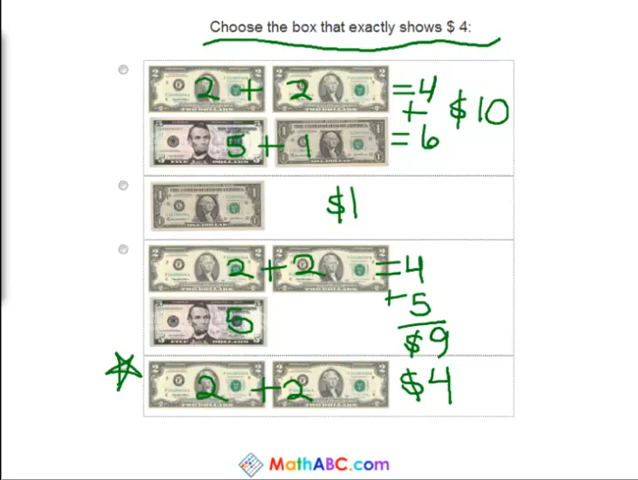 Choose the box that exactly shows $ 4:
2 + 2 = 4
+ $10
5 + 1 = 6
$1
2 + 2 = 4
+ 5
5
$9
2 + 2 $4
MathABC.com